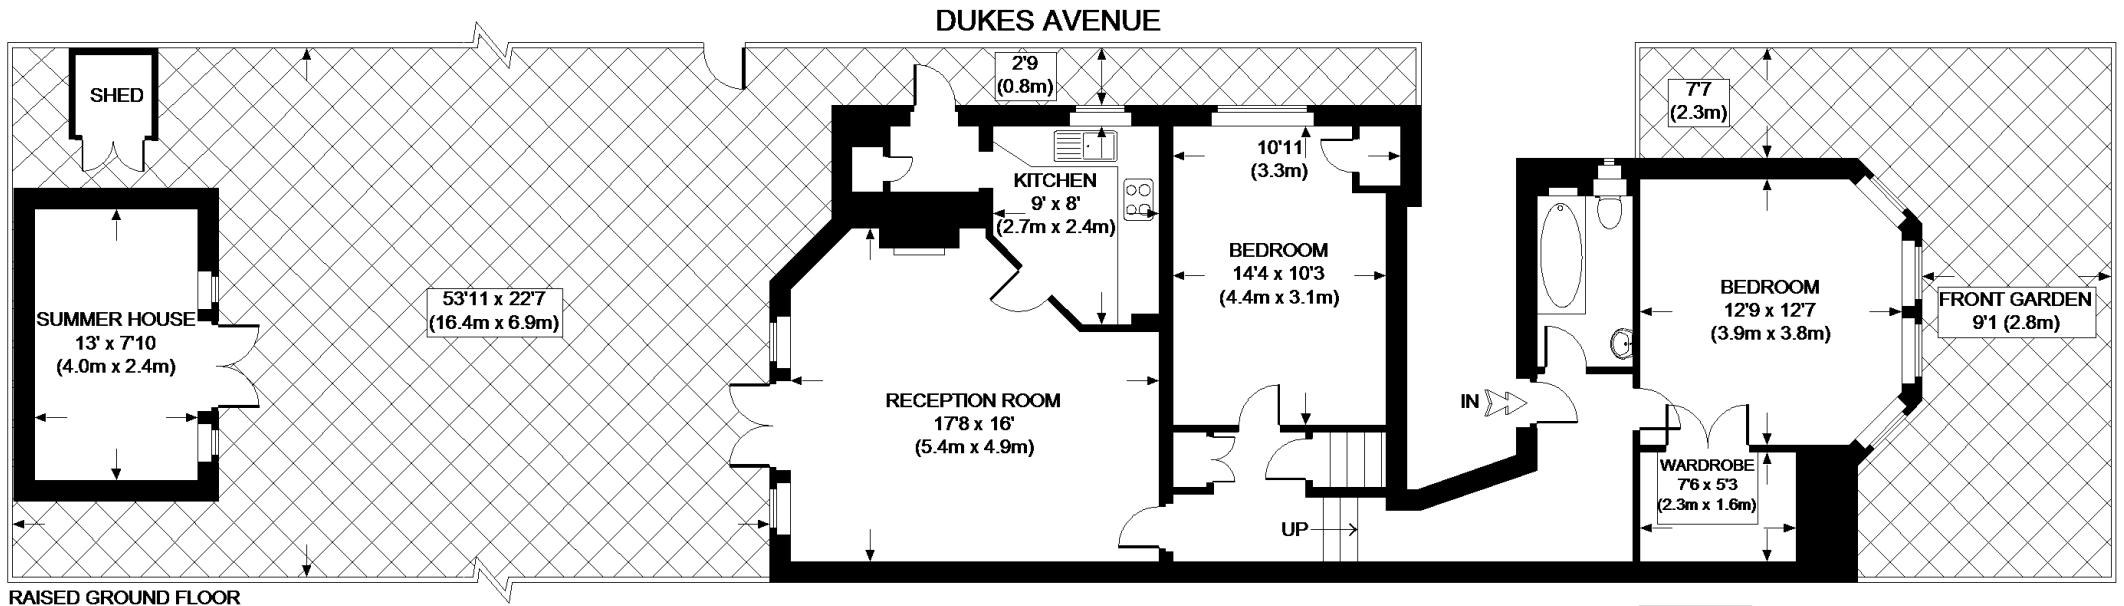 DUKES AVENUE
SHED
2'9
(0.8m)
7'7
(2.3m)
10'11
(3.3m)
KITCHEN
9' x 8'
(2.7m x 2.4m)
BEDROOM
14'4 x 10'3
(4.4m x 3.1m)
BEDROOM
12'9 x 12'7
(3.9m x 3.8m)
FRONT GARDEN
9'1 (2.8m)
53'11 x 22'7
(16.4m x 6.9m)
SUMMER HOUSE
13' x 7'10
(4.0m x 2.4m)
RECEPTION ROOM
17'8 x 16'
(5.4m x 4.9m)
IN
WARDROBE
7'6 x 5'3
(2.3m x 1.6m)
UP
RAISED GROUND FLOOR